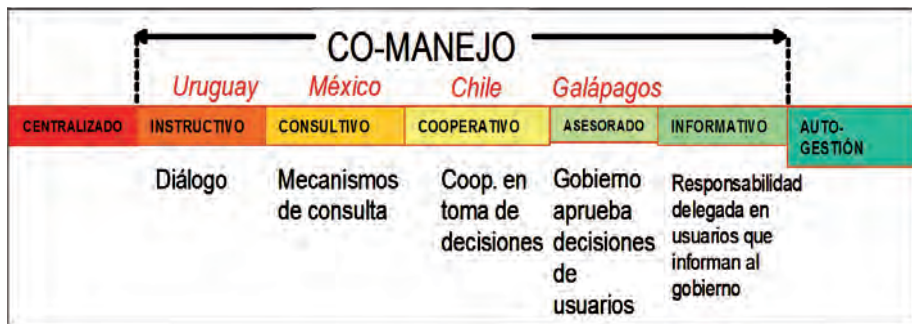 CO-MANEJO
Uruguay México Chile Galápagos
CENTRALIZADO INSTRUCTIVO CONSULTIVO COOPERATIVO ASESORADO INFORMATIVO AUTO-
GESTIÓN
Diálogo
Mecanismos
de consulta
Coop. en
toma de
decisiones
Gobierno
aprueba
decisiones
de
usuarios
Responsabilidad
delegada en
usuarios que
informan al
gobierno